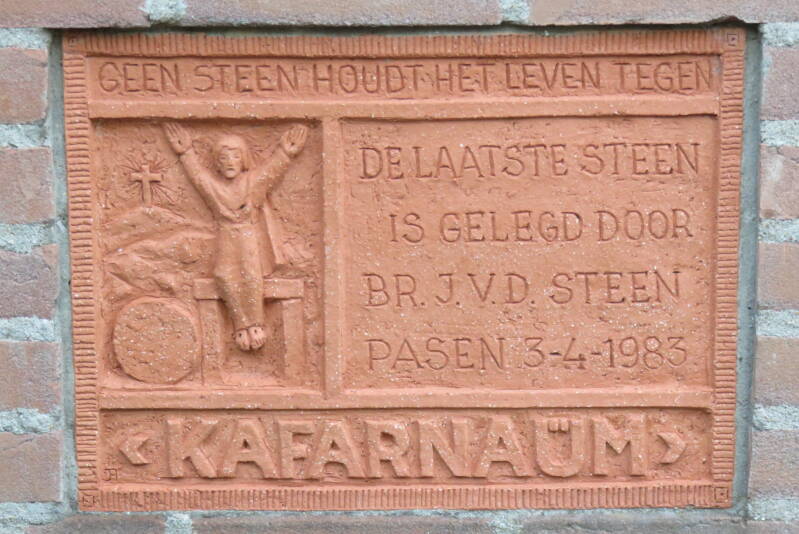 GEEN STEEN HOUDT HET LEVEN TEGEN
DE LAATSTE STEEN
IS GELEGD DOOR
BR. J.V.D. STEEN
PASEN 3-4-1983
<KAFARNAÜM>